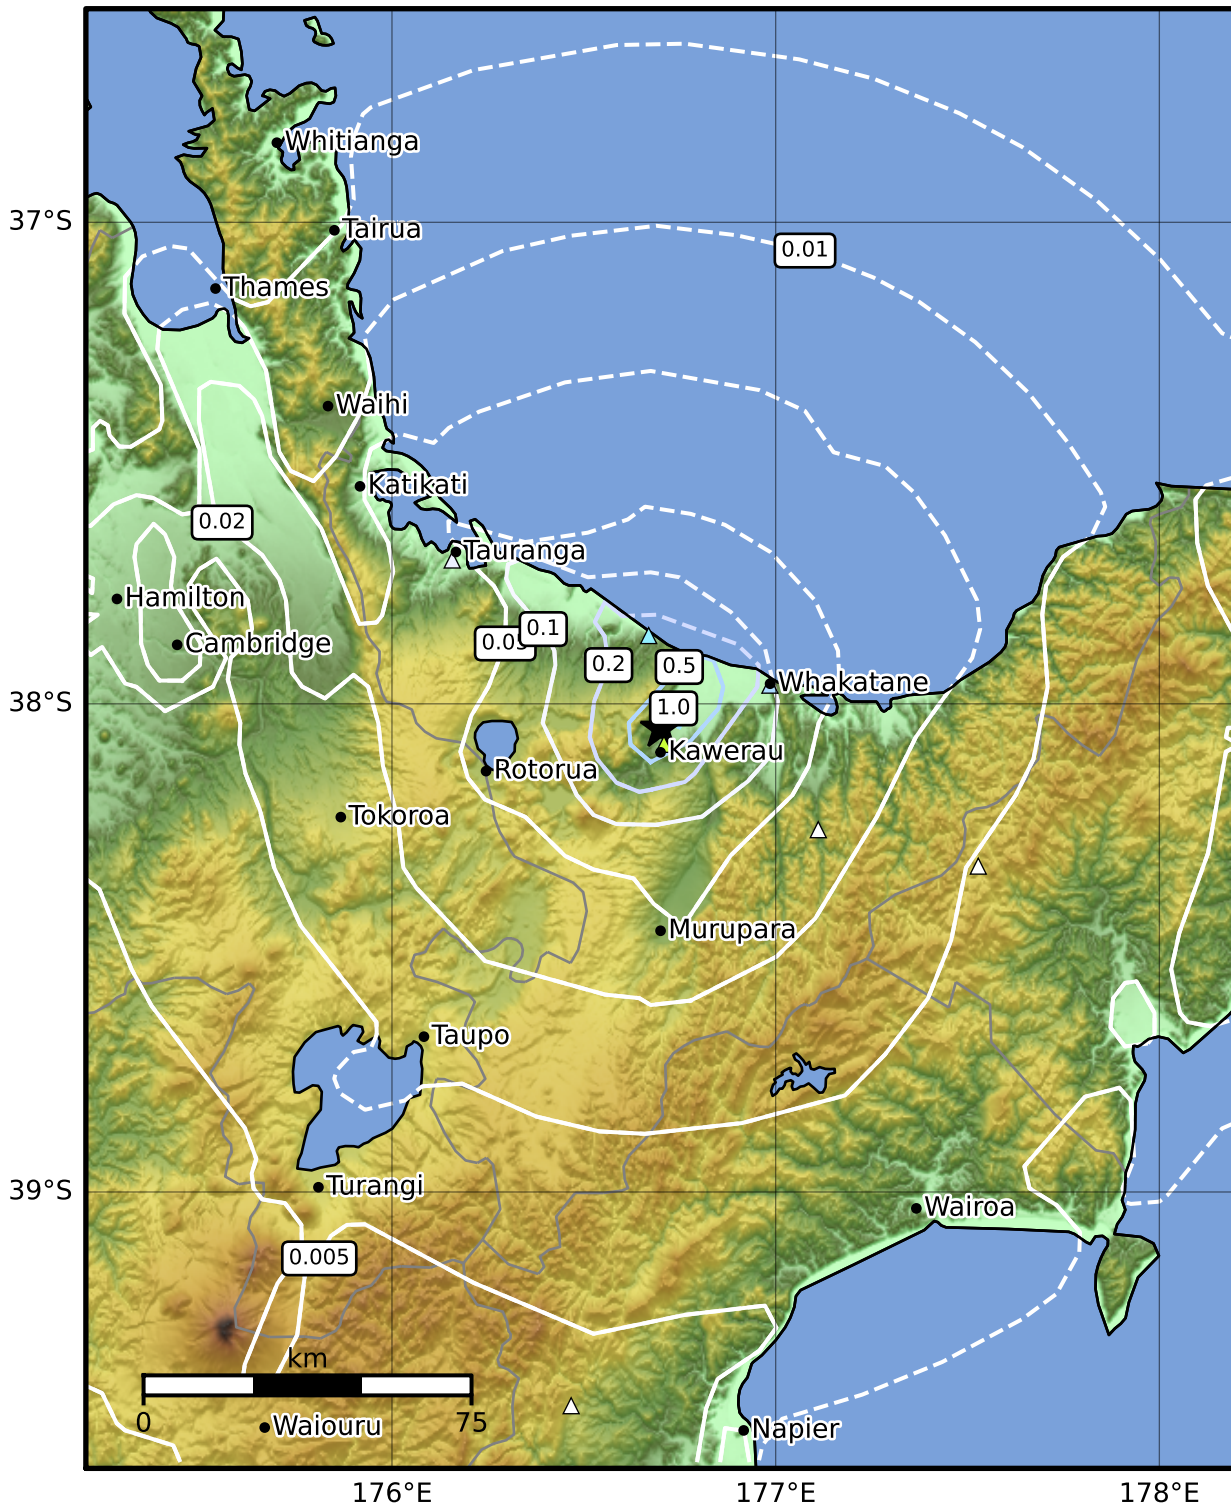 Whitianga
37°S
Tairua
0.01
Thames
Waihi
Katikati
0.02
Tauranga
Hamilton
0.1
Cambridge
0.2
0.5
Whakatane
38°S
1.0
Kawerau
Rotorua
Tokoroa
Murupara
Taupo
39°S
Turangi
Wairoa
0.005
km
0
75
Waiouru
Napier
176°E
177°E
178°E